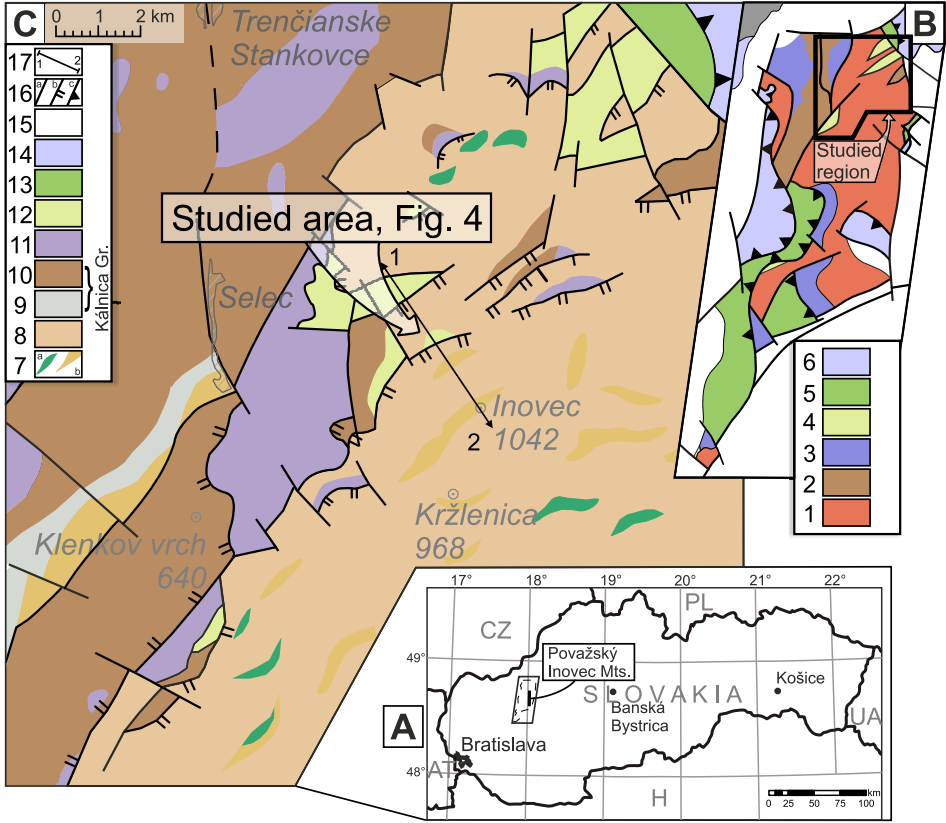 C
0 1 2 km
Trenčianske
Stankovce
B
17
1
2
16
a
b
c
15
14
13
12
11
10
9
8
7
a
b
Kálnica Gr.
Studied
region
Studied area, Fig. 4
1
Selec
Inovec
1042
2
Kržlenica
968
Klenkov vrch
640
6
5
4
3
2
1
17° 18° 19° 20° 21° 22°
PL
CZ
49°
Považský
Inovec Mts.
SLOVAKIA
Košice
Banská
Bystrica
UA
A
Bratislava
AT
48°
H
0 25 50 75 100
km